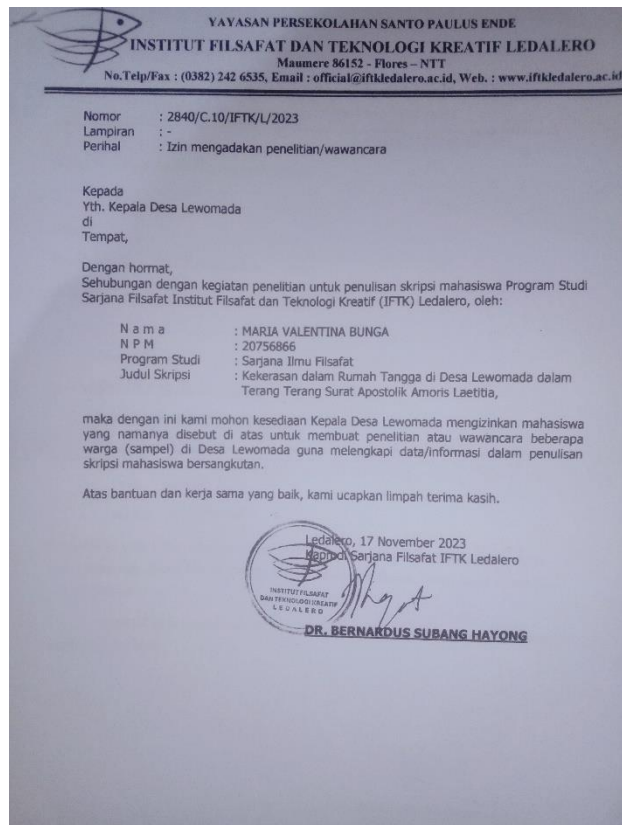 YAYASAN PERSEKOLAHAN SANTO PAULUS ENDE
INSTITUT FILSAFAT DAN TEKNOLOGI KREATIF LEDALERO
Maumere 86152 - Flores – NTT
No.Telp/Fax : (0382) 242 6535, Email : official@iftkledalero.ac.id, Web. : www.iftkledalero.ac.id
Nomor : 2840/C.10/IFTK/L/2023
Lampiran : -
Perihal : Izin mengadakan penelitian/wawancara
Kepada
Yth. Kepala Desa Lewomada
di
Tempat,
Dengan hormat,
Sehubungan dengan kegiatan penelitian untuk penulisan skripsi mahasiswa Program Studi
Sarjana Filsafat Institut Filsafat dan Teknologi Kreatif (IFTK) Ledalero, oleh:
N a m a : MARIA VALENTINA BUNGA
N P M : 20756866
Program Studi : Sarjana Ilmu Filsafat
Judul Skripsi : Kekerasan dalam Rumah Tangga di Desa Lewomada dalam
Terang Terang Surat Apostolik Amoris Laetitia,
maka dengan ini kami mohon kesediaan Kepala Desa Lewomada mengizinkan mahasiswa
yang namanya disebut di atas untuk membuat penelitian atau wawancara beberapa
warga (sampel) di Desa Lewomada guna melengkapi data/informasi dalam penulisan
skripsi mahasiswa bersangkutan.
Atas bantuan dan kerja sama yang baik, kami ucapkan limpah terima kasih.
Ledalero, 17 November 2023
Kaprodi Sarjana Filsafat IFTK Ledalero
INSTITUT FILSAFAT
DAN TEKNOLOGI KREATIF
LEDALERO
DR. BERNARDUS SUBANG HAYONG